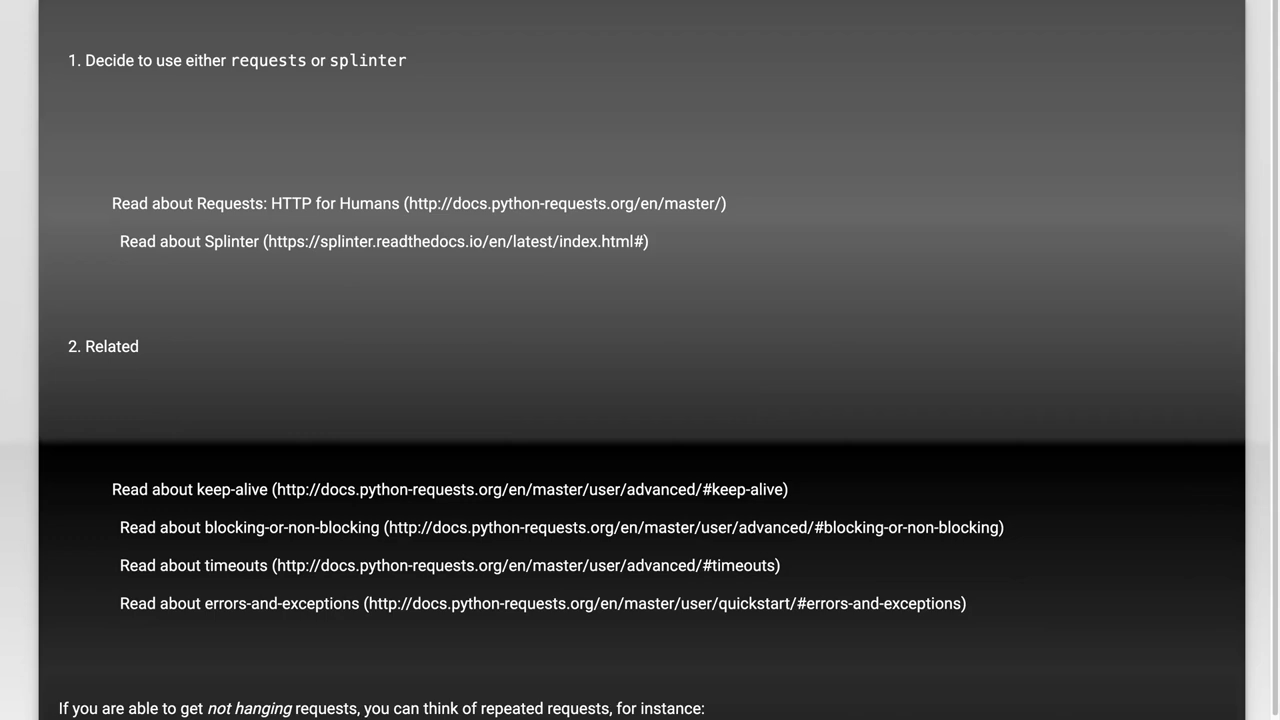 1. Decide to use either requests or splinter
Read about Requests: HTTP for Humans (http://docs.python-requests.org/en/master/)
Read about Splinter (https://splinter.readthedocs.io/en/latest/index.html#)
2. Related
Read about keep-alive (http://docs.python-requests.org/en/master/user/advanced/#keep-alive)
Read about blocking-or-non-blocking (http://docs.python-requests.org/en/master/user/advanced/#blocking-or-non-blocking)
Read about timeouts (http://docs.python-requests.org/en/master/user/advanced/#timeouts)
Read about errors-and-exceptions (http://docs.python-requests.org/en/master/user/quickstart/#errors-and-exceptions)
If you are able to get not hanging requests, you can think of repeated requests, for instance: